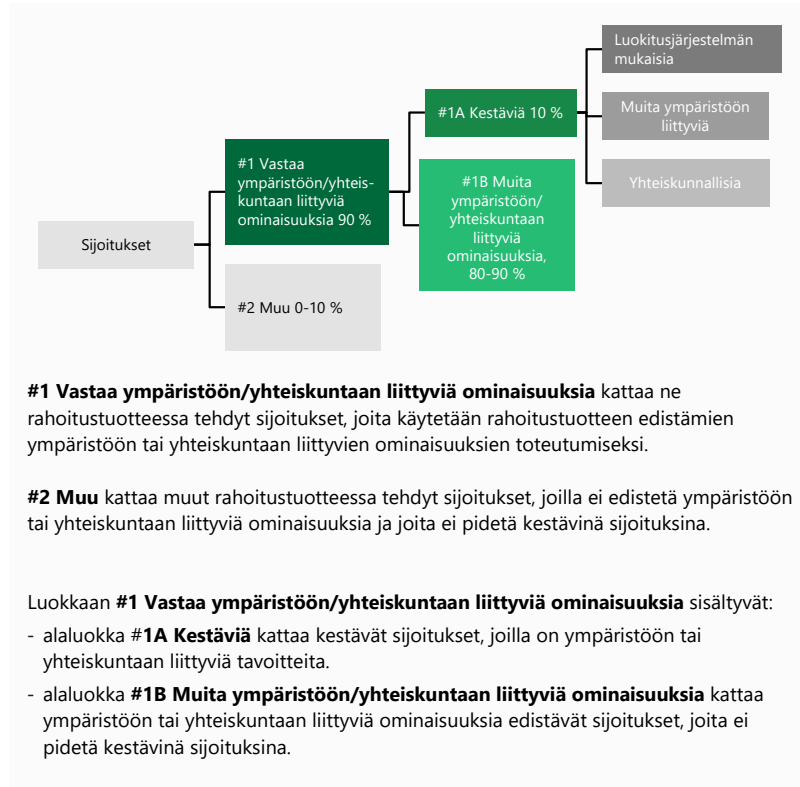 Sijoitukset
#1 Vastaa
ympäristöön/yhteis-
kuntaan liittyviä
ominaisuuksia 90 %
#2 Muu 0-10 %
#1A Kestäviä 10 %
#1B Muita
ympäristöön/
yhteiskuntaan
liittyviä
ominaisuuksia,
80-90 %
Luokitusjärjestelmän
mukaisia
Muita ympäristöön
liittyviä
Yhteiskunnallisia
#1 Vastaa ympäristöön/yhteiskuntaan liittyviä ominaisuuksia kattaa ne
rahoitustuotteessa tehdyt sijoitukset, joita käytetään rahoitustuotteen edistämien
ympäristöön tai yhteiskuntaan liittyvien ominaisuuksien toteutumiseksi.
#2 Muu kattaa muut rahoitustuotteessa tehdyt sijoitukset, joilla ei edistetä ympäristöön
tai yhteiskuntaan liittyviä ominaisuuksia ja joita ei pidetä kestävinä sijoituksina.
Luokkaan #1 Vastaa ympäristöön/yhteiskuntaan liittyviä ominaisuuksia sisältyvät:
- alaluokka #1A Kestäviä kattaa kestävät sijoitukset, joilla on ympäristöön tai
yhteiskuntaan liittyviä tavoitteita.
- alaluokka #1B Muita ympäristöön/yhteiskuntaan liittyviä ominaisuuksia kattaa
ympäristöön tai yhteiskuntaan liittyviä ominaisuuksia edistävät sijoitukset, joita ei
pidetä kestävinä sijoituksina.